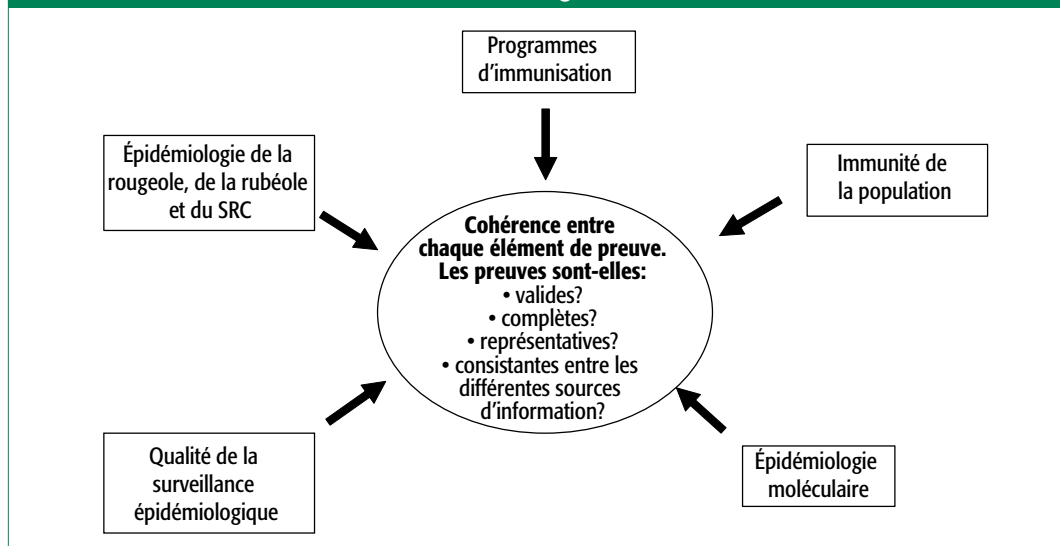 Programmes
d'immunisation
Épidémiologie de la
rougeole, de la rubéole
et du SRC
Immunité de
la population
Cohérence entre
chaque élément de preuve.
Les preuves sont-elles:
• valides?
• complètes?
• représentatives?
• consistantes entre les
différentes sources
d'information?
Qualité de la
surveillance
épidémiologique
Épidémiologie
moléculaire